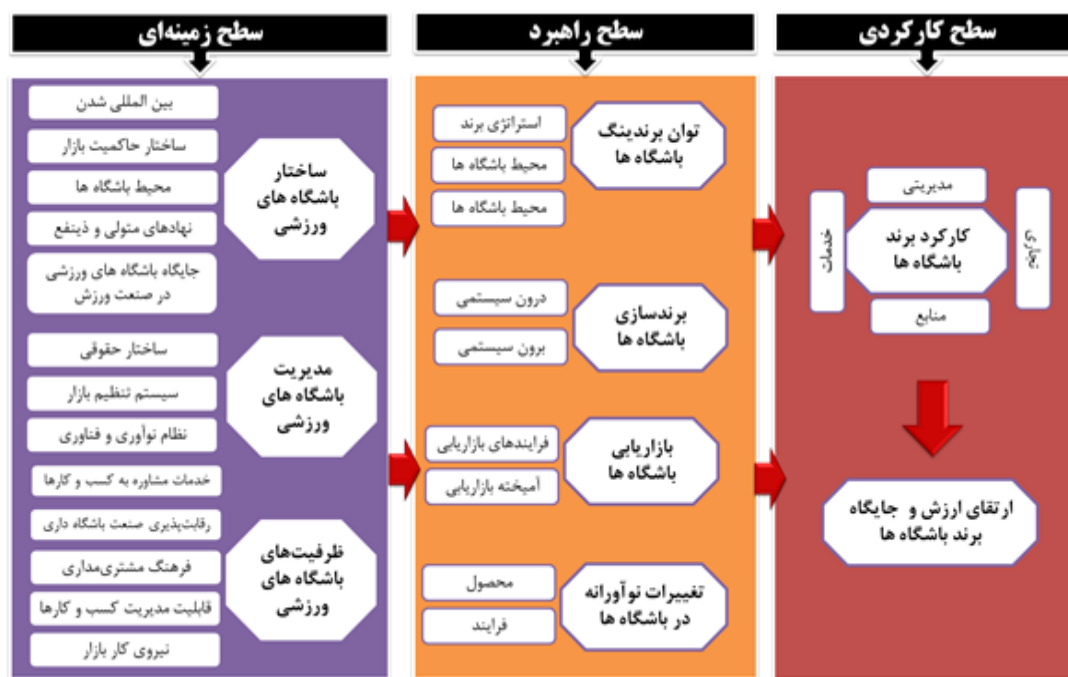 سطح زمینه‌ای
بین المللی شدن
ساختار حاکمیت بازار
محیط باشگاه ها
نهادهای متولی و ذینفع
جایگاه باشگاه های ورزشی
در صنعت ورزش
ساختار
باشگاه های
ورزشی
ساختار حقوقی
سیستم تنظیم بازار
نظام نوآوری و فناوری
مدیریت
باشگاه های
ورزشی
خدمات مشاوره به کسب و کارها
رقابت‌پذیری صنعت باشگاه داری
فرهنگ مشتری‌مداری
قابلیت مدیریت کسب و کارها
نیروی کار بازار
ظرفیت‌های
باشگاه های
ورزشی
سطح راهبرد
استراتژی برند
محیط باشگاه ها
محیط باشگاه ها
توان برندینگ
باشگاه ها
درون سیستمی
برون سیستمی
برندسازی
باشگاه ها
فرایندهای بازاریابی
آمیخته بازاریابی
بازاریابی
باشگاه ها
محصول
فرایند
تغییرات نوآورانه
در باشگاه ها
سطح کارکردی
مدیریتی
خدمات
کارکرد برند
باشگاه ها
تجاری
منابع
ارتقای ارزش و جایگاه
برند باشگاه ها